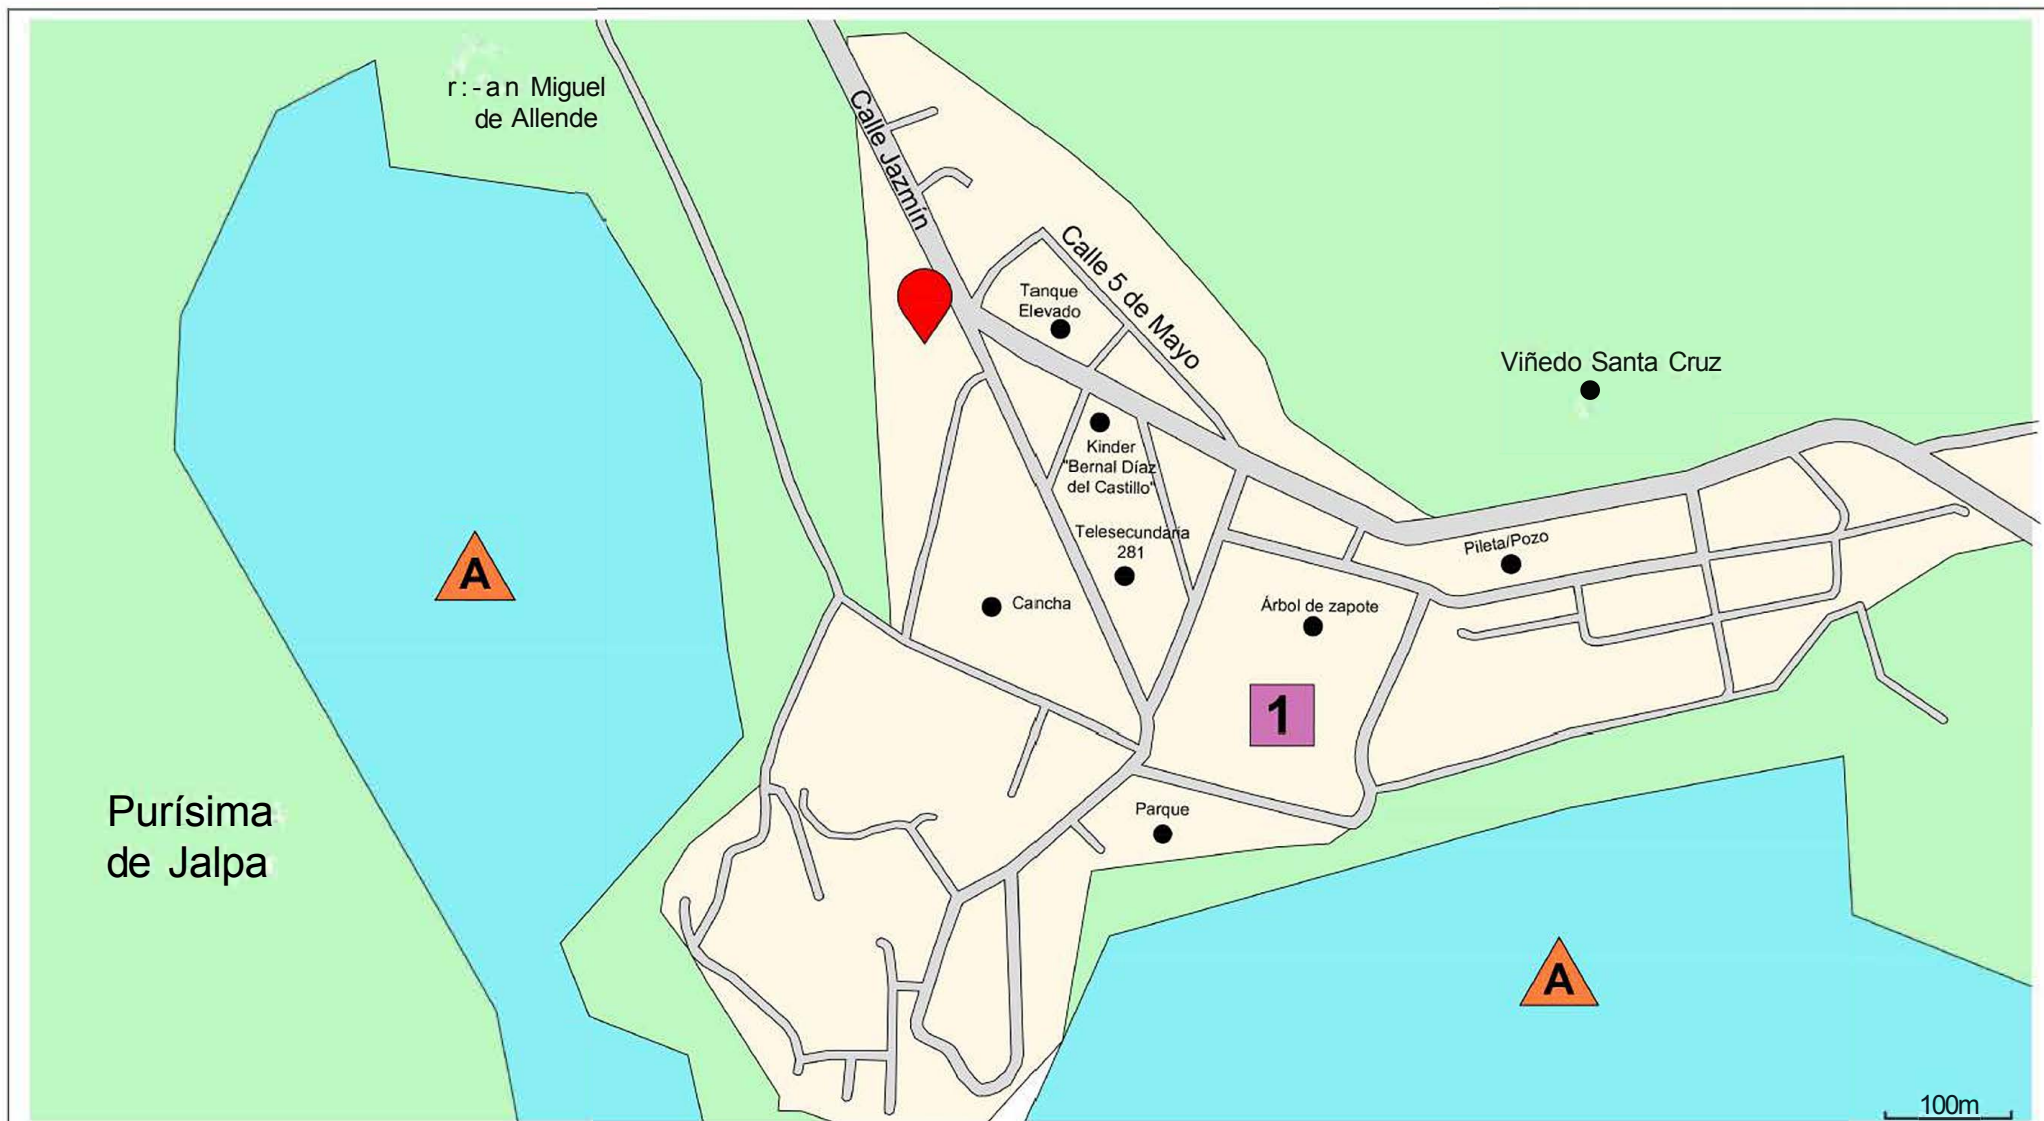 r:-an Miguel
de Allende
Calle Jazmín
Calle 5 de Mayo
Tanque
Elevado
Viñedo Santa Cruz
Kinder
"Bernal Díaz
del Castillo"
Telesecundaria
281
Pileta/Pozo
A
Cancha
Árbol de zapote
1
Purísima
de Jalpa
Parque
A
100m